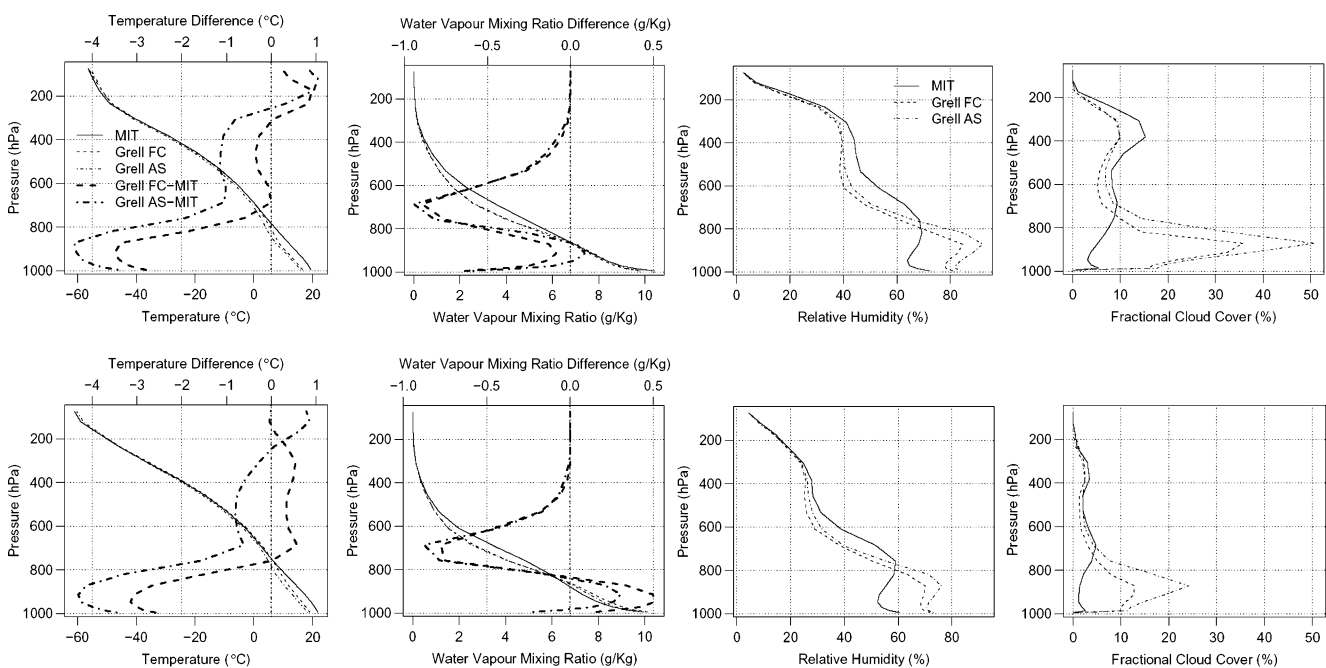 Temperature Difference (°C)
−4 −3 −2 −1 0 1
Pressure (hPa)
200
400
600
800
1000
MIT
Grell FC
Grell AS
Grell FC−MIT
Grell AS−MIT
−60 −40 −20 0 20
Temperature (°C)
Water Vapour Mixing Ratio Difference (g/Kg)
−1.0 −0.5 0.0 0.5
Pressure (hPa)
200
400
600
800
1000
0 2 4 6 8 10
Water Vapour Mixing Ratio (g/Kg)
Pressure (hPa)
200
400
600
800
1000
MIT
Grell FC
Grell AS
0 20 40 60 80
Relative Humidity (%)
Pressure (hPa)
200
400
600
800
1000
0 10 20 30 40 50
Fractional Cloud Cover (%)
Temperature Difference (°C)
−4 −3 −2 −1 0 1
Pressure (hPa)
200
400
600
800
1000
−60 −40 −20 0 20
Temperature (°C)
Water Vapour Mixing Ratio Difference (g/Kg)
−1.0 −0.5 0.0 0.5
Pressure (hPa)
200
400
600
800
1000
0 2 4 6 8 10
Water Vapour Mixing Ratio (g/Kg)
Pressure (hPa)
200
400
600
800
1000
0 20 40 60 80
Relative Humidity (%)
Pressure (hPa)
200
400
600
800
1000
0 10 20 30 40 50
Fractional Cloud Cover (%)